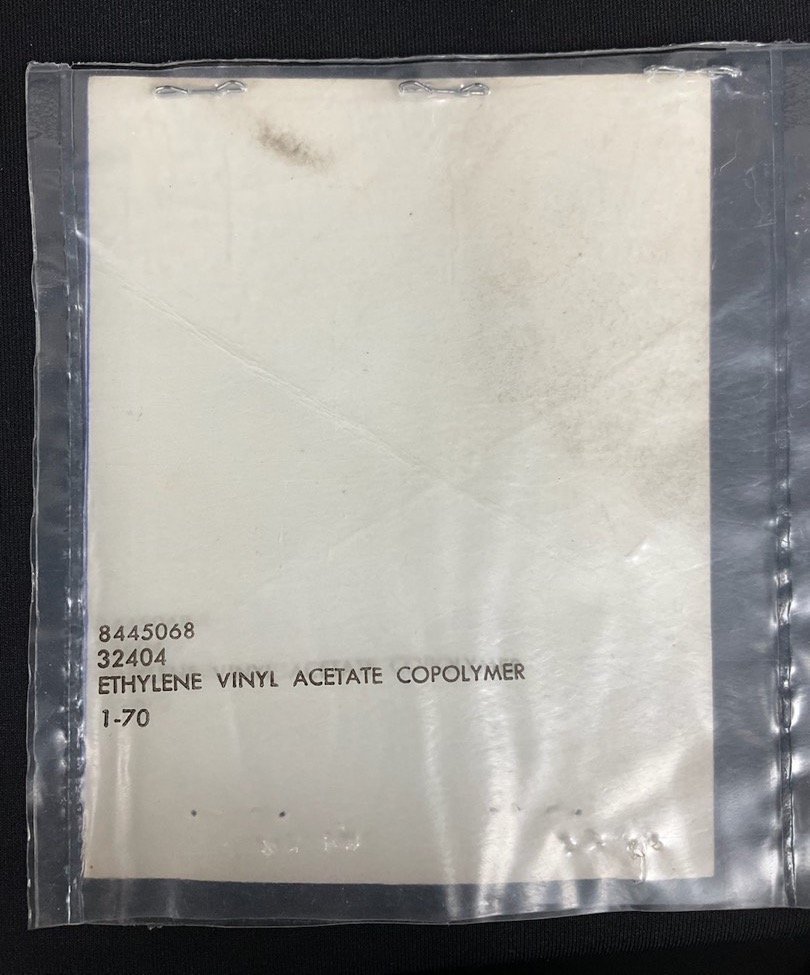 8445068
32404
ETHYLENE VINYL ACETATE COPOLYMER
1-70